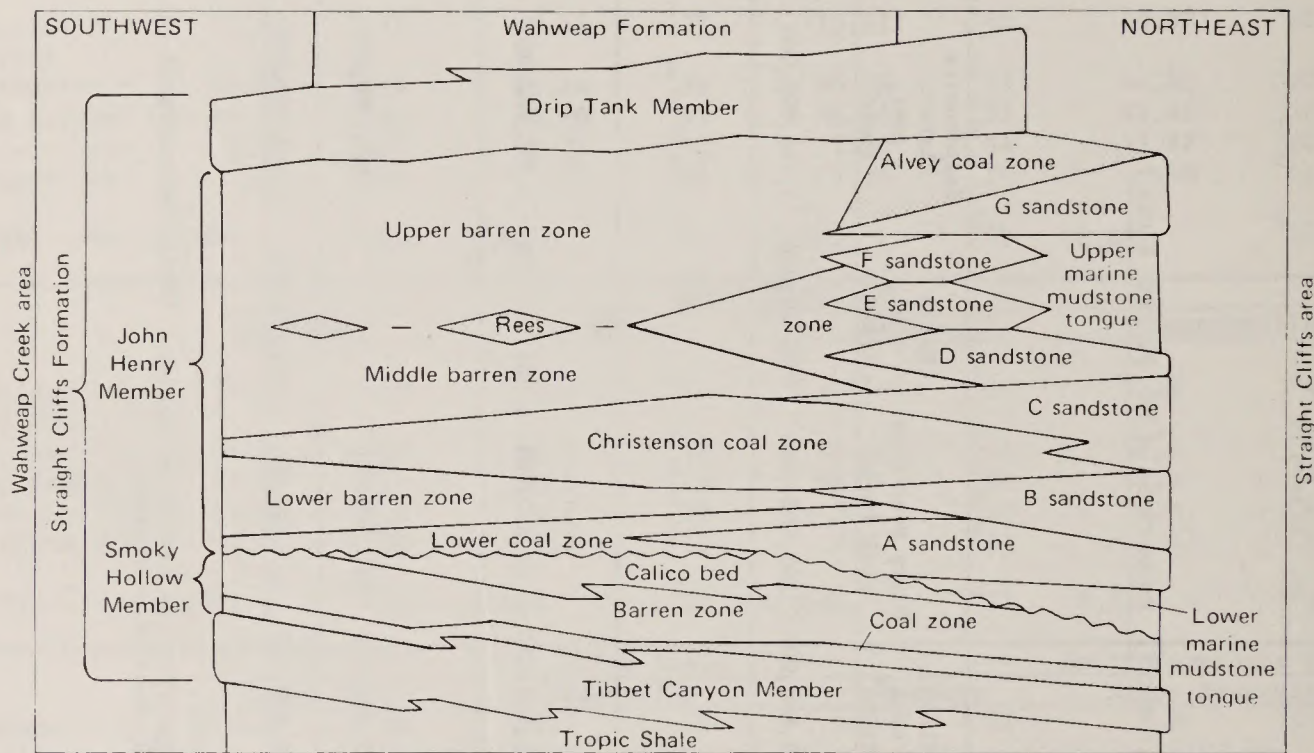 SOUTHWEST
Wahweap Formation
NORTHEAST
Drip Tank Member
Alvey coal zone
G sandstone
Upper barren zone
F sandstone
Upper
marine
mudstone
tongue
E sandstone
Rees
zone
D sandstone
Middle barren zone
C sandstone
Christenson coal zone
Lower barren zone
B sandstone
Lower coal zone
A sandstone
Calico bed
Barren zone
Coal zone
Lower
marine
mudstone
tongue
Tibbet Canyon Member
Tropic Shale
Wahweap Creek area
Straight Cliffs Formation
John
Henry
Member
Smoky
Hollow
Member
Straight Cliffs area